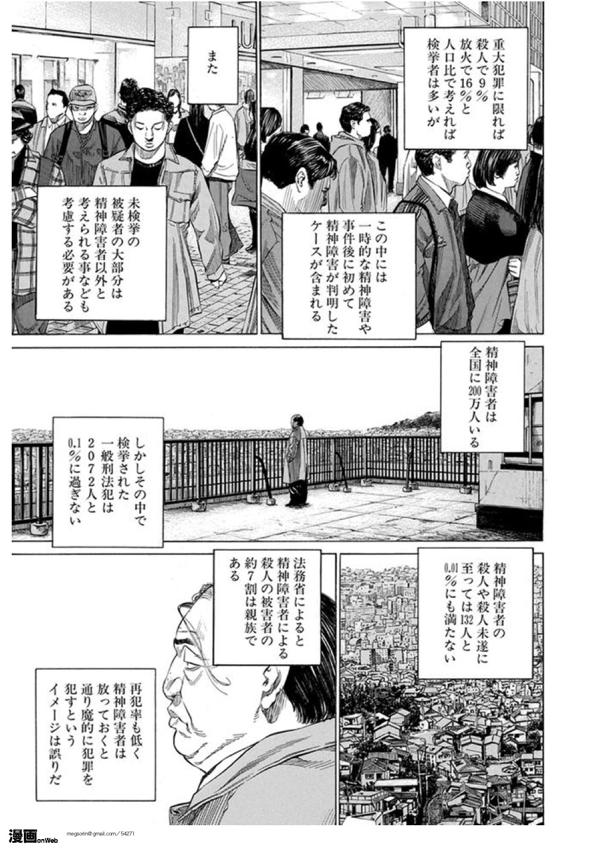 重大犯罪に限れば
殺人で9%
放火で16%と
人口比で考えれば
検挙者は多いが
この中には
一時的な精神障害や
事件後に初めて
精神障害が判明した
ケースが含まれる
また
未検挙の
被疑者の大部分は
精神障害者以外と
考えられる事なども
考慮する必要がある
精神障害者は
全国に200万人いる
しかしその中で
検挙された
一般刑法犯は
2072人と
0.1%に過ぎない
精神障害者の
殺人や殺人未遂に
至っては132人と
0.01%にも満たない
法務省によると
精神障害者による
殺人の被害者の
約7割は親族で
ある
再犯率も低く
精神障害者は
放っておくと
通り魔的に犯罪を
犯すという
イメージは誤りだ
漫画onWeb
megaorin@gmail.com/54271